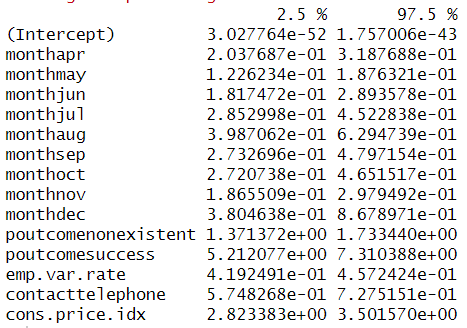 2.5 % 97.5 %
(Intercept) 3.027764e-52 1.757006e-43
monthapr 2.037687e-01 3.187688e-01
monthmay 1.226234e-01 1.876321e-01
monthjun 1.817472e-01 2.893578e-01
monthjul 2.852998e-01 4.522838e-01
monthaug 3.987062e-01 6.294739e-01
monthsep 2.732696e-01 4.797154e-01
monthoct 2.720738e-01 4.651517e-01
monthnov 1.865509e-01 2.979492e-01
monthdec 3.804638e-01 8.678971e-01
poutcomenonexistent 1.371372e+00 1.733440e+00
poutcomesuccess 5.212077e+00 7.310388e+00
emp.var.rate 4.192491e-01 4.572424e-01
contacttelephone 5.748268e-01 7.275151e-01
cons.price.idx 2.823383e+00 3.501570e+00